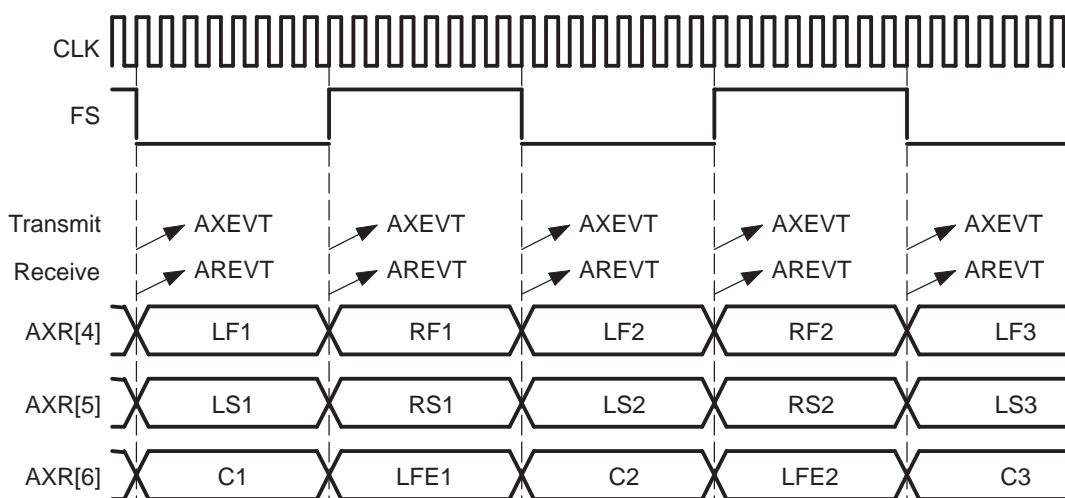 CLK
FS
Transmit AXEVT AXEVT AXEVT AXEVT AXEVT
Receive AREVT AREVT AREVT AREVT AREVT
AXR[4] LF1 RF1 LF2 RF2 LF3
AXR[5] LS1 RS1 LS2 RS2 LS3
AXR[6] C1 LFE1 C2 LFE2 C3